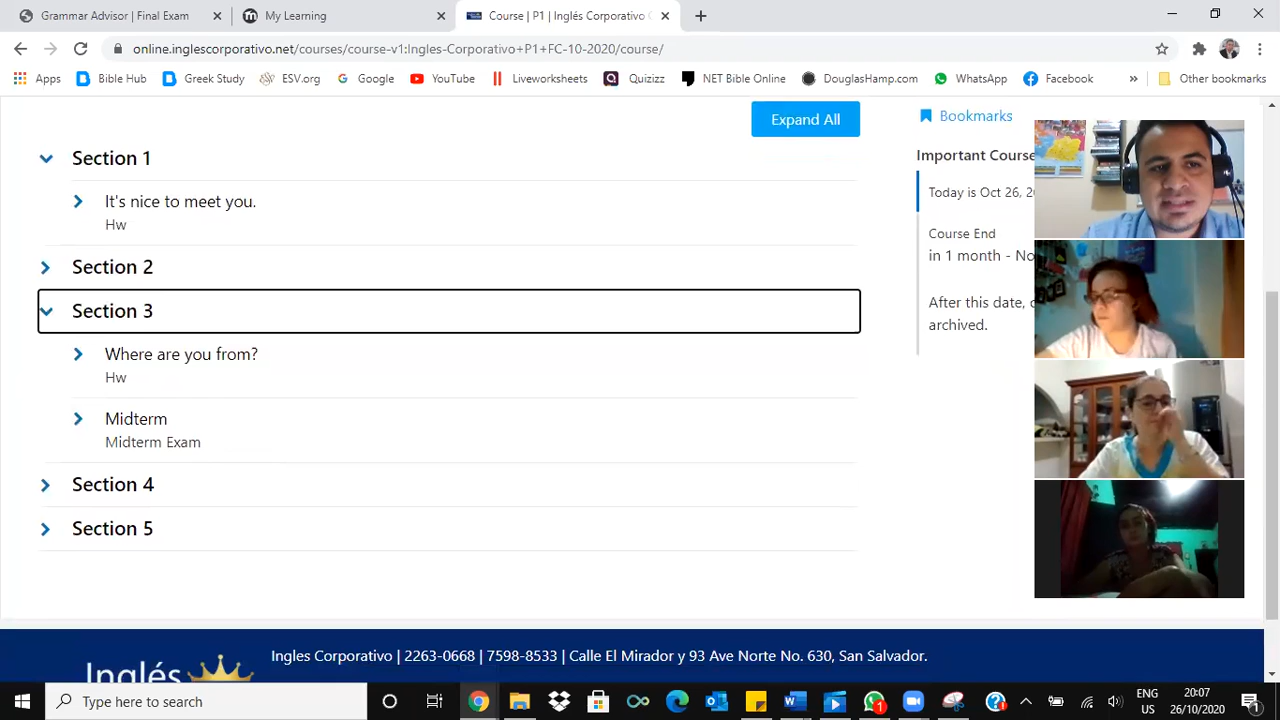 Grammar Advisor | Final Exam
My Learning
Course | P1 | Inglés Corporativo
online.inglescorporativo.net/courses/course-v1:Ingles-Corporativo+P1+FC-10-2020/course/
Apps
Bible Hub
Greek Study
ESV.org
Google
YouTube
Liveworksheets
Quizizz
NET Bible Online
DouglasHamp.com
WhatsApp
Facebook
Other bookmarks
Expand All
Section 1
It's nice to meet you.
Hw
Section 2
Section 3
Where are you from?
Hw
Midterm
Midterm Exam
Section 4
Section 5
Bookmarks
Important Course
Today is Oct 26,
Course End
in 1 month - No
After this date,
archived.
Inglés
Ingles Corporativo | 2263-0668 | 7598-8533 | Calle El Mirador y 93 Ave Norte No. 630, San Salvador.
Type here to search
ENG
US
20:07
26/10/2020